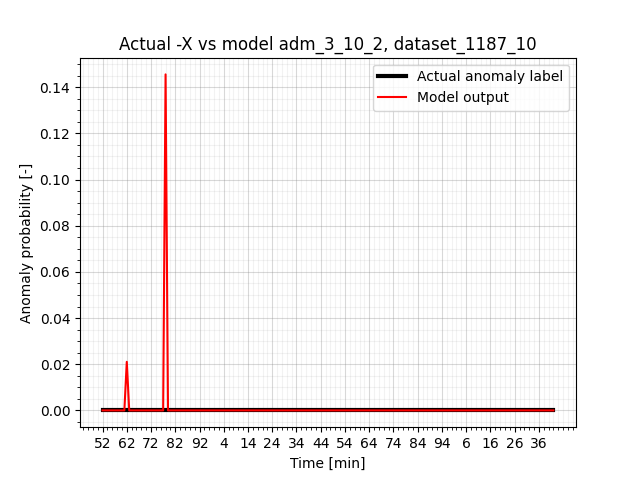 Actual -X vs model adm_3_10_2, dataset_1187_10
Actual anomaly label
Model output
0.14
0.12
0.10
0.08
0.06
0.04
0.02
0.00
Anomaly probability [-]
52 62 72 82 92 4 14 24 34 44 54 64 74 84 94 6 16 26 36
Time [min]